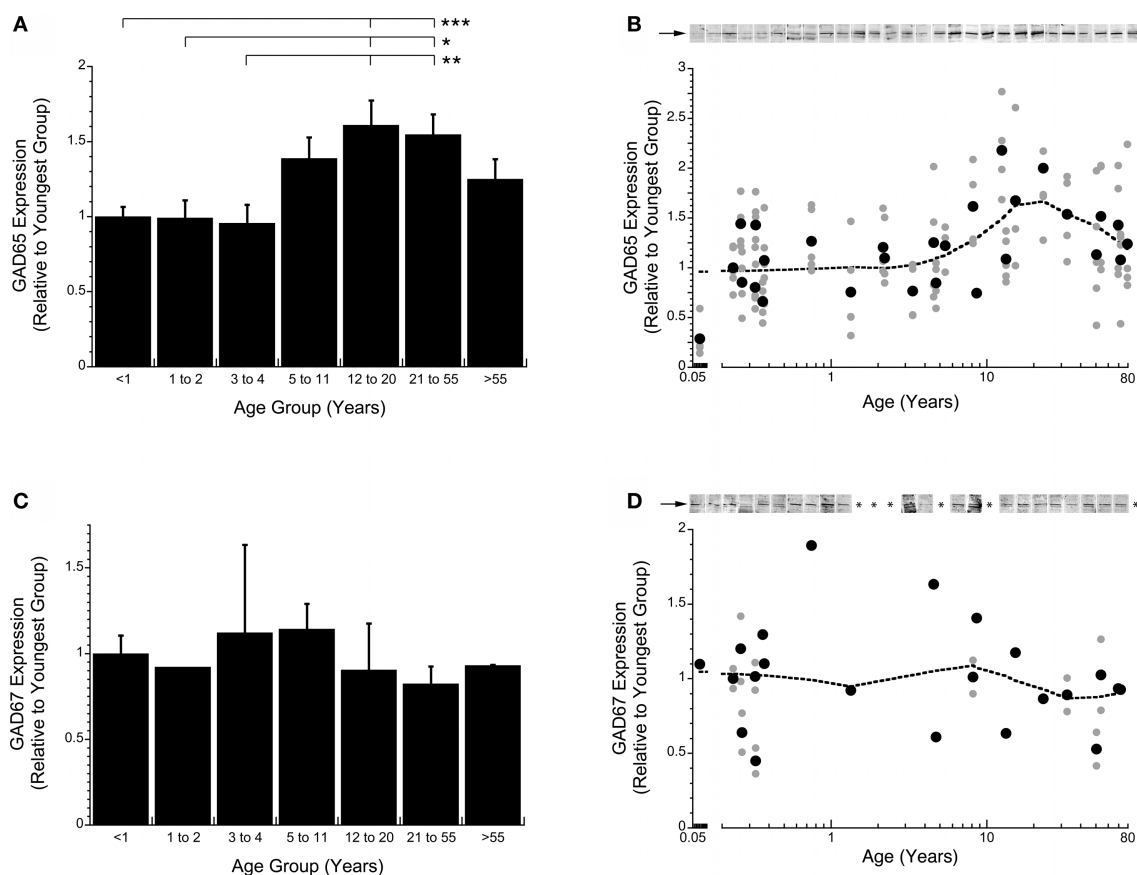 A
***
*
**
GAD65 Expression
(Relative to Youngest Group)
2
1.5
1
0.5
0
<1 1 to 2 3 to 4 5 to 11 12 to 20 21 to 55 >55
Age Group (Years)
B
GAD65 Expression
(Relative to Youngest Group)
3
2.5
2
1.5
1
0.5
0
0.05 1 10 80
Age (Years)
C
GAD67 Expression
(Relative to Youngest Group)
1.5
1
0.5
0
<1 1 to 2 3 to 4 5 to 11 12 to 20 21 to 55 >55
Age Group (Years)
D
* * * * * *
GAD67 Expression
(Relative to Youngest Group)
2
1.5
1
0.5
0
0.05 1 10 80
Age (Years)